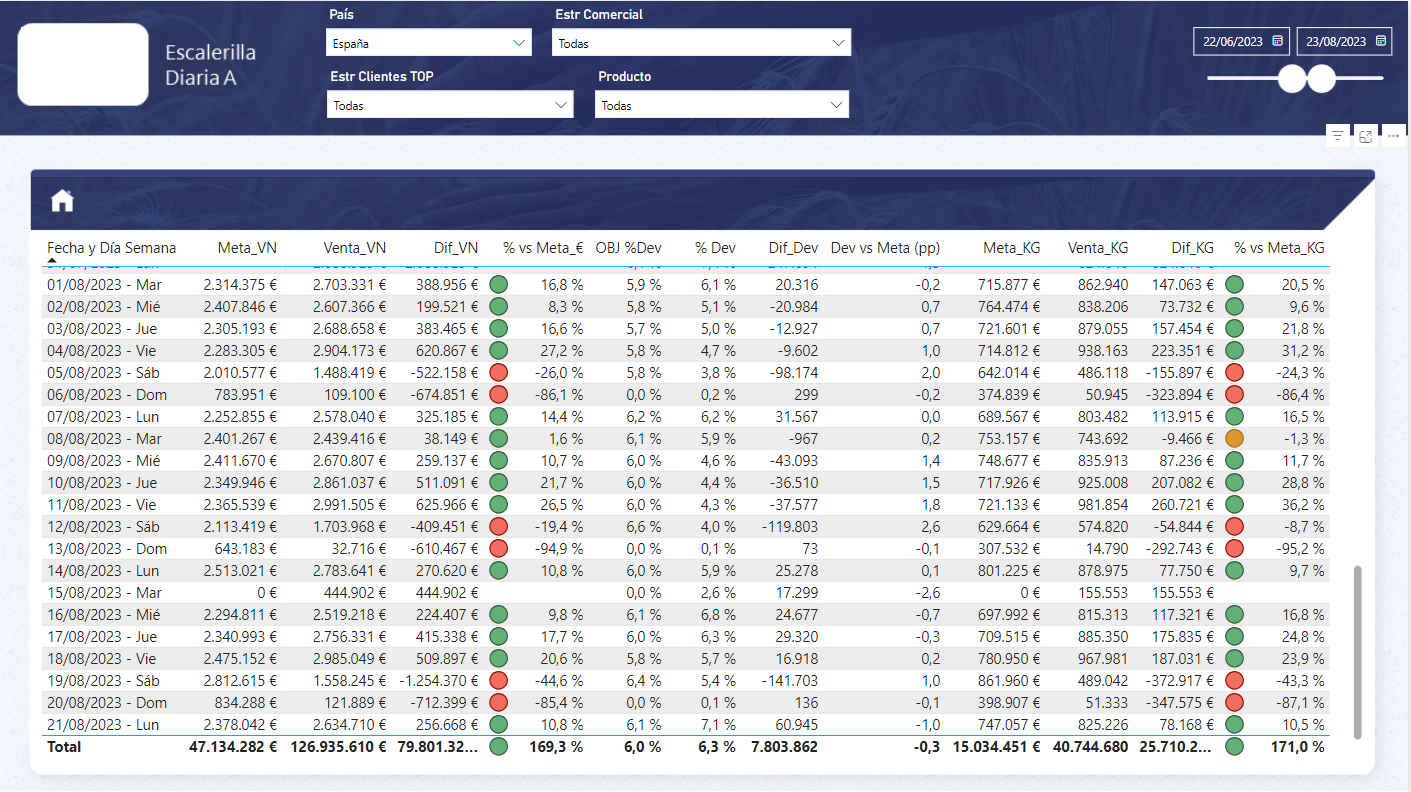 País
Estr Comercial
Escalerilla
Diaria A
España
Todas
22/06/2023
23/08/2023
Estr Clientes TOP
Producto
Todas
Todas
Fecha y Día Semana Meta_VN Venta_VN Dif_VN % vs Meta_€ OBJ %Dev % Dev Dif_Dev Dev vs Meta (pp) Meta_KG Venta_KG Dif_KG % vs Meta_KG
01/08/2023 - Mar 2.314.375 € 2.703.331 € 388.956 € 16,8 % 5,9 % 6,1 % 20.316 -0,2 715.877 € 862.940 147.063 € 20,5 %
02/08/2023 - Mié 2.407.846 € 2.607.366 € 199.521 € 8,3 % 5,8 % 5,1 % -20.984 0,7 764.474 € 838.206 73.732 € 9,6 %
03/08/2023 - Jue 2.305.193 € 2.688.658 € 383.465 € 16,6 % 5,7 % 5,0 % -12.927 0,7 721.601 € 879.055 157.454 € 21,8 %
04/08/2023 - Vie 2.283.305 € 2.904.173 € 620.867 € 27,2 % 5,8 % 4,7 % -9.602 1,0 714.812 € 938.163 223.351 € 31,2 %
05/08/2023 - Sáb 2.010.577 € 1.488.419 € -522.158 € -26,0 % 5,8 % 3,8 % -98.174 2,0 642.014 € 486.118 -155.897 € -24,3 %
06/08/2023 - Dom 783.951 € 109.100 € -674.851 € -86,1 % 0,0 % 0,2 % 299 -0,2 374.839 € 50.945 -323.894 € -86,4 %
07/08/2023 - Lun 2.252.855 € 2.578.040 € 325.185 € 14,4 % 6,2 % 6,2 % 31.567 0,0 689.567 € 803.482 113.915 € 16,5 %
08/08/2023 - Mar 2.401.267 € 2.439.416 € 38.149 € 1,6 % 6,1 % 5,9 % -967 0,2 753.157 € 743.692 -9.466 € -1,3 %
09/08/2023 - Mié 2.411.670 € 2.670.807 € 259.137 € 10,7 % 6,0 % 4,6 % -43.093 1,4 748.677 € 835.913 87.236 € 11,7 %
10/08/2023 - Jue 2.349.946 € 2.861.037 € 511.091 € 21,7 % 6,0 % 4,4 % -36.510 1,5 717.926 € 925.008 207.082 € 28,8 %
11/08/2023 - Vie 2.365.539 € 2.991.505 € 625.966 € 26,5 % 6,0 % 4,3 % -37.577 1,8 721.133 € 981.854 260.721 € 36,2 %
12/08/2023 - Sáb 2.113.419 € 1.703.968 € -409.451 € -19,4 % 6,6 % 4,0 % -119.803 2,6 629.664 € 574.820 -54.844 € -8,7 %
13/08/2023 - Dom 643.183 € 32.716 € -610.467 € -94,9 % 0,0 % 0,1 % 73 -0,1 307.532 € 14.790 -292.743 € -95,2 %
14/08/2023 - Lun 2.513.021 € 2.783.641 € 270.620 € 10,8 % 6,0 % 5,9 % 25.278 0,1 801.225 € 878.975 77.750 € 9,7 %
15/08/2023 - Mar 0 € 444.902 € 444.902 € 0,0 % 2,6 % 17.299 -2,6 0 € 155.553 155.553 €
16/08/2023 - Mié 2.294.811 € 2.519.218 € 224.407 € 9,8 % 6,1 % 6,8 % 24.677 -0,7 697.992 € 815.313 117.321 € 16,8 %
17/08/2023 - Jue 2.340.993 € 2.756.331 € 415.338 € 17,7 % 6,0 % 6,3 % 29.320 -0,3 709.515 € 885.350 175.835 € 24,8 %
18/08/2023 - Vie 2.475.152 € 2.985.049 € 509.897 € 20,6 % 5,8 % 5,7 % 16.918 0,2 780.950 € 967.981 187.031 € 23,9 %
19/08/2023 - Sáb 2.812.615 € 1.558.245 € -1.254.370 € -44,6 % 6,4 % 5,4 % -141.703 1,0 861.960 € 489.042 -372.917 € -43,3 %
20/08/2023 - Dom 834.288 € 121.889 € -712.399 € -85,4 % 0,0 % 0,1 % 136 -0,1 398.907 € 51.333 -347.575 € -87,1 %
21/08/2023 - Lun 2.378.042 € 2.634.710 € 256.668 € 10,8 % 6,1 % 7,1 % 60.945 -1,0 747.057 € 825.226 78.168 € 10,5 %
Total 47.134.282 € 126.935.610 € 79.801.32... 169,3 % 6,0 % 6,3 % 7.803.862 -0,3 15.034.451 € 40.744.680 25.710.2... 171,0 %